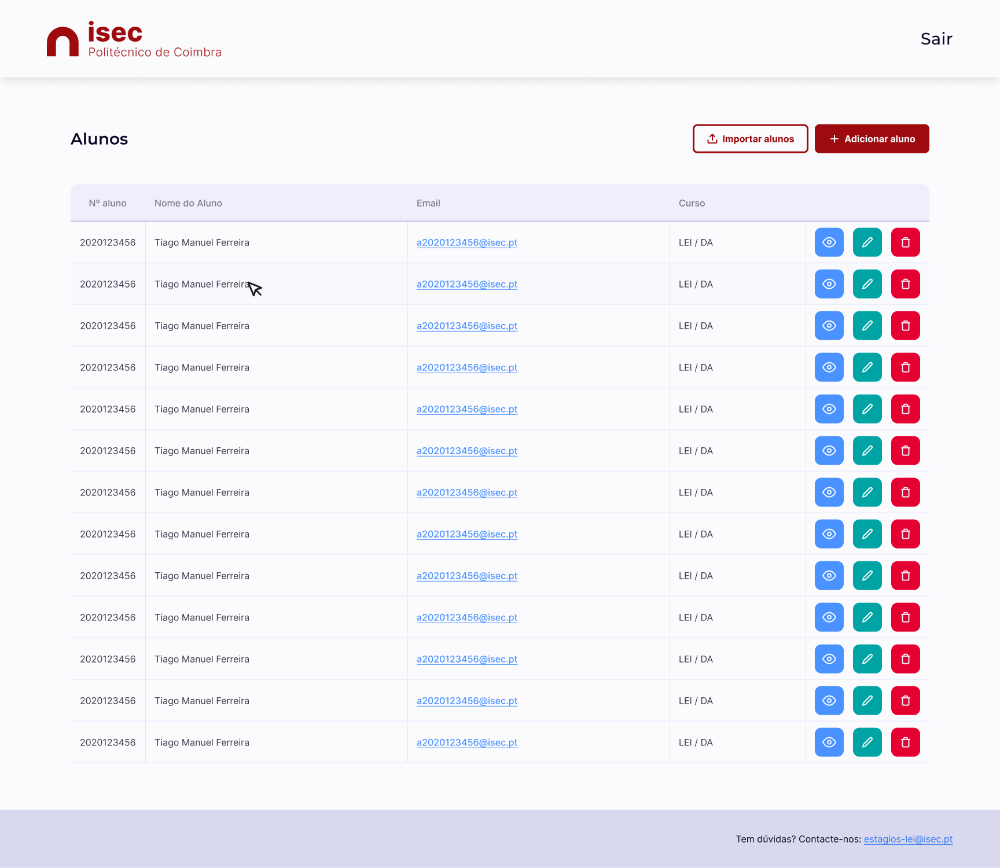 isec
Politécnico de Coimbra
Sair
Alunos
Importar alunos
Adicionar aluno
Nº aluno Nome do Aluno Email Curso
2020123456 Tiago Manuel Ferreira a2020123456@isec.pt LEI / DA
2020123456 Tiago Manuel Ferreira a2020123456@isec.pt LEI / DA
2020123456 Tiago Manuel Ferreira a2020123456@isec.pt LEI / DA
2020123456 Tiago Manuel Ferreira a2020123456@isec.pt LEI / DA
2020123456 Tiago Manuel Ferreira a2020123456@isec.pt LEI / DA
2020123456 Tiago Manuel Ferreira a2020123456@isec.pt LEI / DA
2020123456 Tiago Manuel Ferreira a2020123456@isec.pt LEI / DA
2020123456 Tiago Manuel Ferreira a2020123456@isec.pt LEI / DA
2020123456 Tiago Manuel Ferreira a2020123456@isec.pt LEI / DA
2020123456 Tiago Manuel Ferreira a2020123456@isec.pt LEI / DA
2020123456 Tiago Manuel Ferreira a2020123456@isec.pt LEI / DA
2020123456 Tiago Manuel Ferreira a2020123456@isec.pt LEI / DA
2020123456 Tiago Manuel Ferreira a2020123456@isec.pt LEI / DA
Tem dúvidas? Contacte-nos: estagios-lei@isec.pt